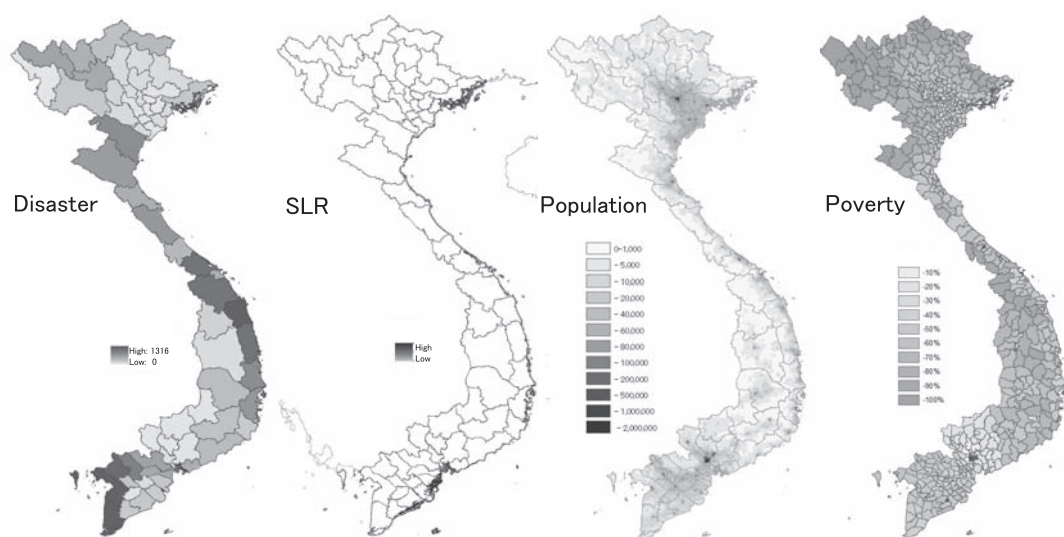 Disaster
SLR
Population
Poverty
High: 1316
Low: 0
High
Low
0-1,000
-5,000
-10,000
-20,000
-40,000
-60,000
-80,000
-100,000
-200,000
-500,000
-1,000,000
-2,000,000
-10%
-20%
-30%
-40%
-50%
-60%
-70%
-80%
-90%
-100%